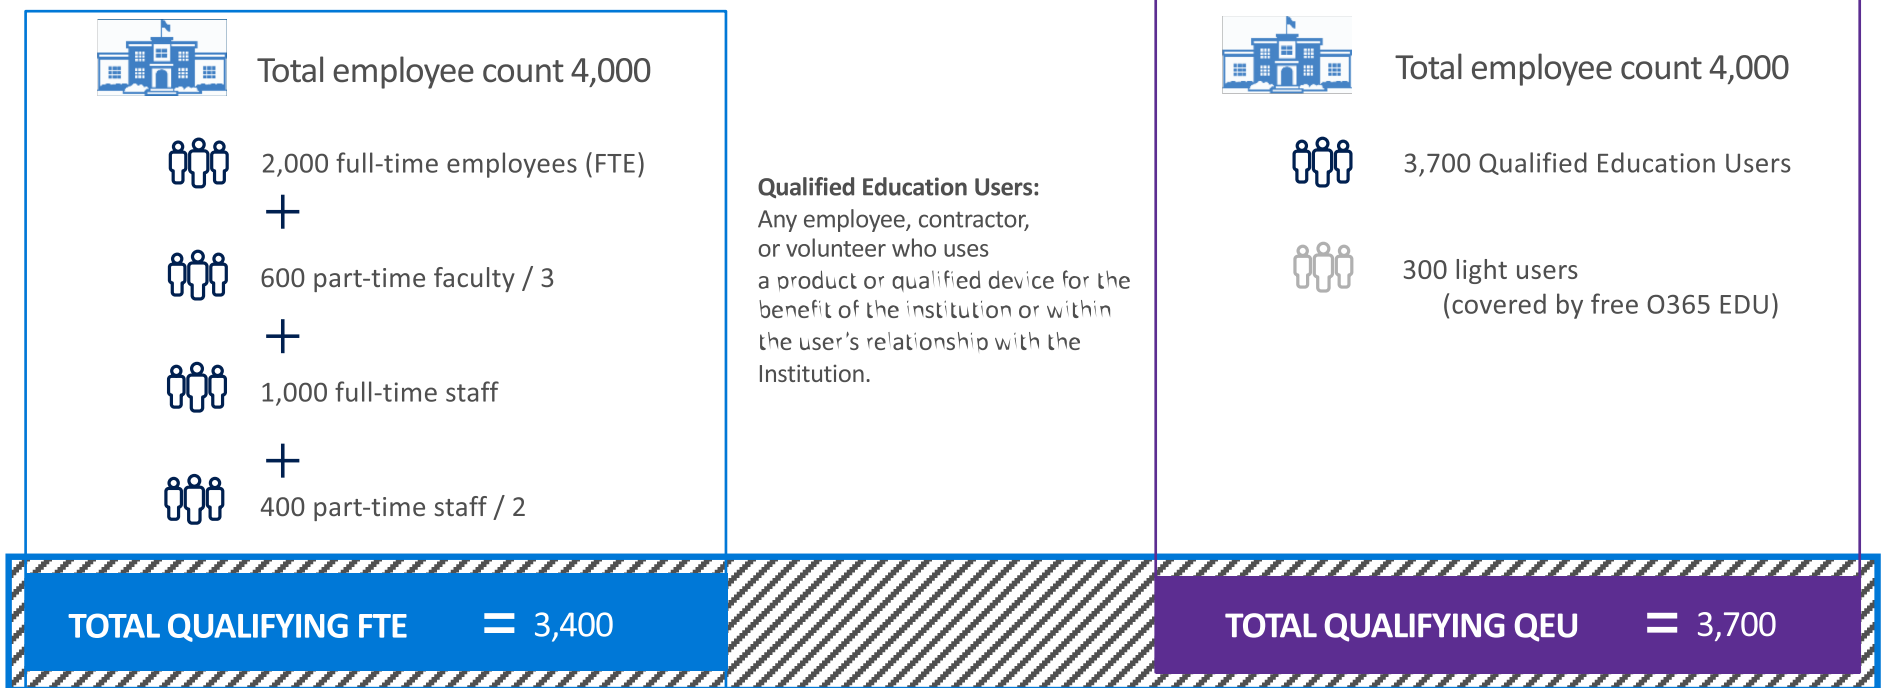 Total employee count 4,000
2,000 full-time employees (FTE)
+
600 part-time faculty / 3
+
1,000 full-time staff
+
400 part-time staff / 2
TOTAL QUALIFYING FTE = 3,400
Qualified Education Users:
Any employee, contractor,
or volunteer who uses
a product or qualified device for the
benefit of the institution or within
the user’s relationship with the
Institution.
Total employee count 4,000
3,700 Qualified Education Users
300 light users
(covered by free O365 EDU)
TOTAL QUALIFYING QEU = 3,700